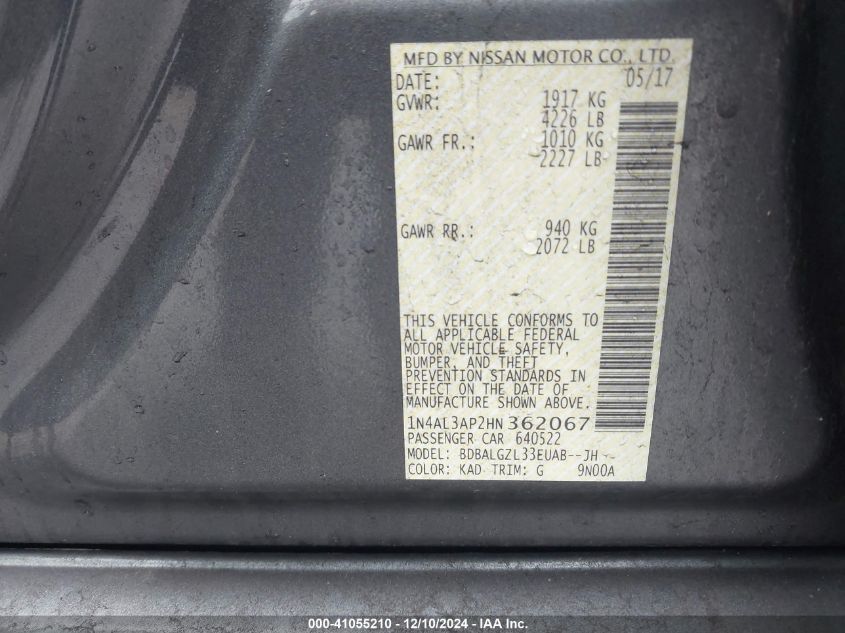 MFD BY NISSAN MOTOR CO., LTD.
DATE: 05/17
GVWR: 1917 KG
4226 LB
GAWR FR.: 1010 KG
2227 LB
GAWR RR.: 940 KG
2072 LB
THIS VEHICLE CONFORMS TO
ALL APPLICABLE FEDERAL
MOTOR VEHICLE SAFETY,
BUMPER, AND THEFT
PREVENTION STANDARDS IN
EFFECT ON THE DATE OF
MANUFACTURE SHOWN ABOVE.
1N4AL3AP2HN 362067
PASSENGER CAR 640522
MODEL: BDBALGZL33EUAB--JH--
COLOR: KAD TRIM: G 9N00A
000-41055210 - 12/10/2024 - IAA Inc.